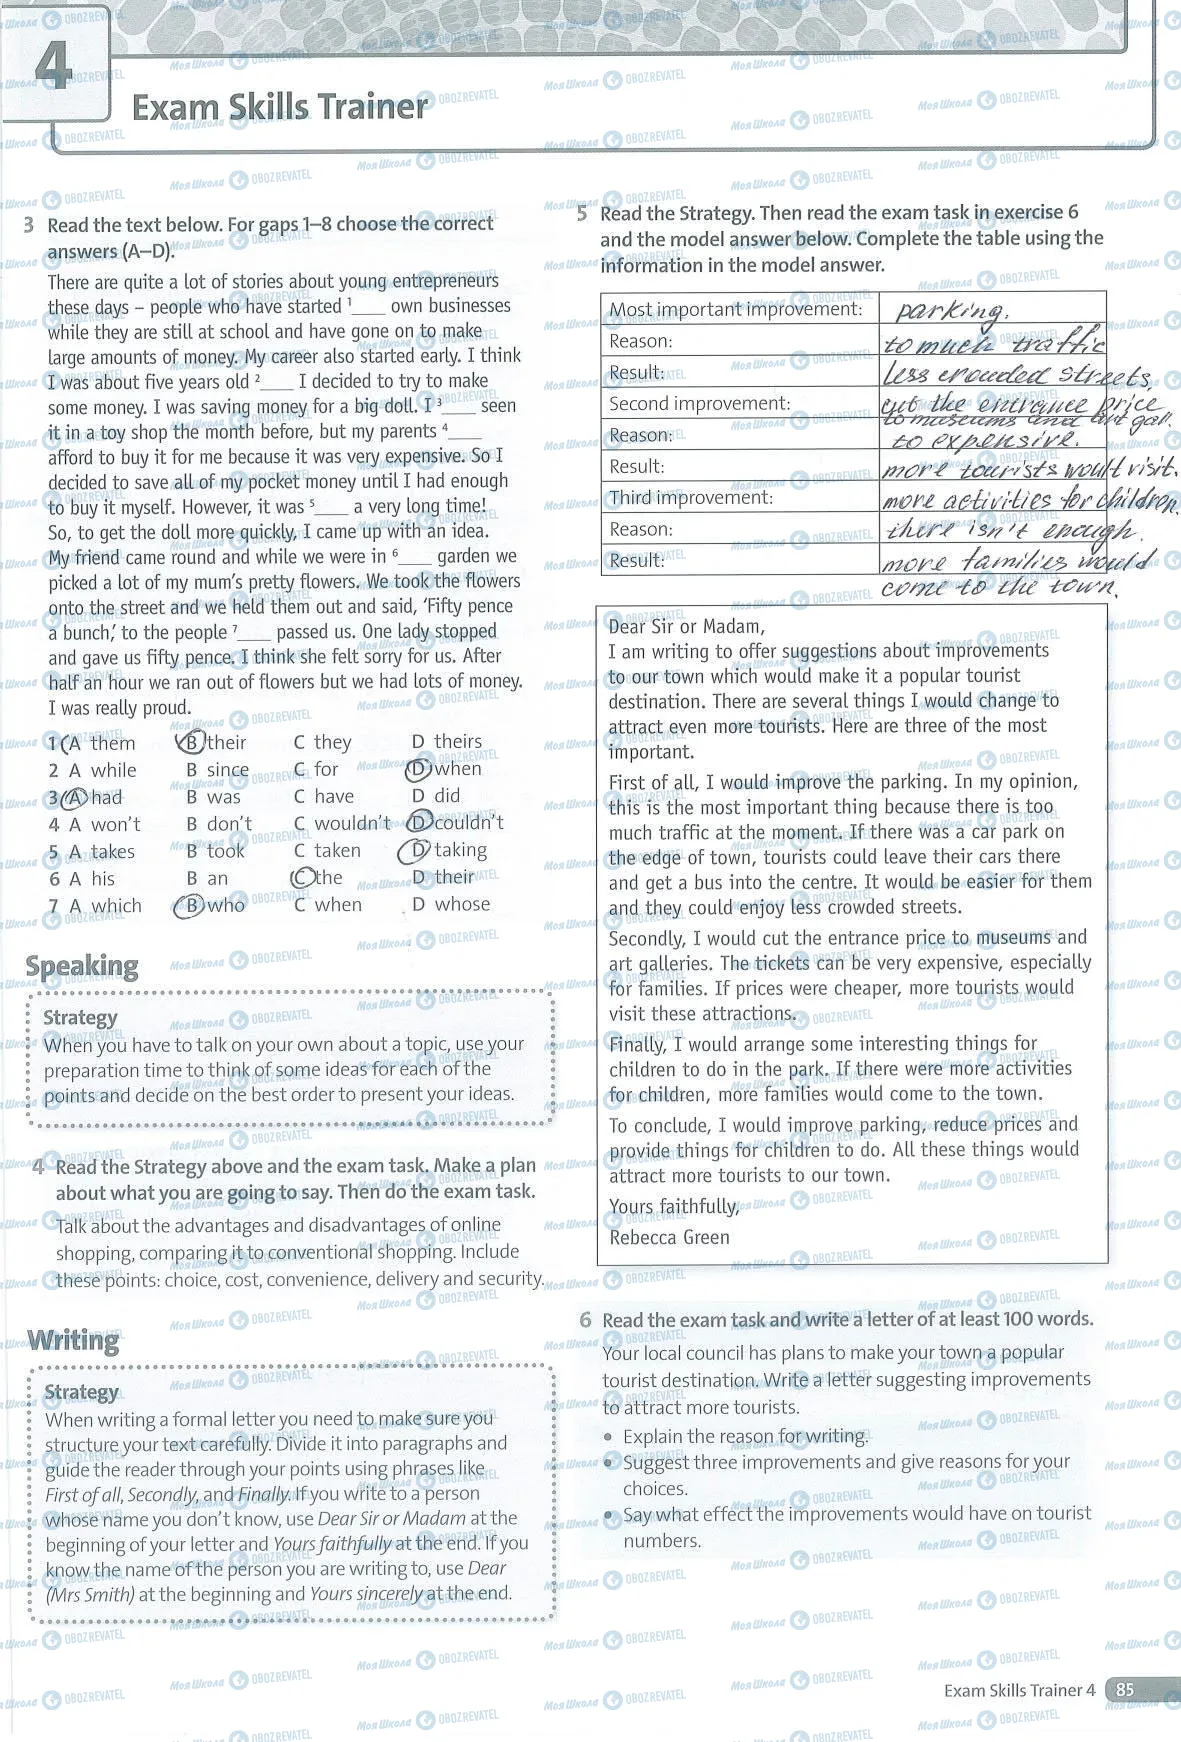 4
Exam Skills Trainer
3 Read the text below. For gaps 1–8 choose the correct
answers (A–D).
There are quite a lot of stories about young entrepreneurs
these days – people who have started 1___ own businesses
while they are still at school and have gone on to make
large amounts of money. My career also started early. I think
I was about five years old 2___ I decided to try to make
some money. I was saving money for a big doll. I 3___ seen
it in a toy shop the month before, but my parents 4___
afford to buy it for me because it was very expensive. So I
decided to save all of my pocket money until I had enough
to buy it myself. However, it was 5___ a very long time!
So, to get the doll more quickly, I came up with an idea.
My friend came round and while we were in 6___ garden we
picked a lot of my mum's pretty flowers. We took the flowers
onto the street and we held them out and said, 'Fifty pence
a bunch,' to the people 7___ passed us. One lady stopped
and gave us fifty pence. I think she felt sorry for us. After
half an hour we ran out of flowers but we had lots of money.
I was really proud.
1 A them B their C they D theirs
2 A while B since C for D when
3 A had B was C have D did
4 A won't B don't C wouldn't D couldn't
5 A takes B took C taken D taking
6 A his B an C the D their
7 A which B who C when D whose
Speaking
Strategy
When you have to talk on your own about a topic, use your
preparation time to think of some ideas for each of the
points and decide on the best order to present your ideas.
4 Read the Strategy above and the exam task. Make a plan
about what you are going to say. Then do the exam task.
Talk about the advantages and disadvantages of online
shopping, comparing it to conventional shopping. Include
these points: choice, cost, convenience, delivery and security.
Writing
Strategy
When writing a formal letter you need to make sure you
structure your text carefully. Divide it into paragraphs and
guide the reader through your points using phrases like
First of all, Secondly, and Finally. If you write to a person
whose name you don't know, use Dear Sir or Madam at the
beginning of your letter and Yours faithfully at the end. If you
know the name of the person you are writing to, use Dear
(Mrs Smith) at the beginning and Yours sincerely at the end.
5 Read the Strategy. Then read the exam task in exercise 6
and the model answer below. Complete the table using the
information in the model answer.
Most important improvement: parking.
Reason: to much traffic
Result: less crouded streets.
Second improvement: cut the entrance price
to museums and art gall.
Reason: to expensive.
Result: more tourists would visit.
Third improvement: more activities for children.
Reason: there isn't enough.
Result: more families would
come to the town.
Dear Sir or Madam,
I am writing to offer suggestions about improvements
to our town which would make it a popular tourist
destination. There are several things I would change to
attract even more tourists. Here are three of the most
important.
First of all, I would improve the parking. In my opinion,
this is the most important thing because there is too
much traffic at the moment. If there was a car park on
the edge of town, tourists could leave their cars there
and get a bus into the centre. It would be easier for them
and they could enjoy less crowded streets.
Secondly, I would cut the entrance price to museums and
art galleries. The tickets can be very expensive, especially
for families. If prices were cheaper, more tourists would
visit these attractions.
Finally, I would arrange some interesting things for
children to do in the park. If there were more activities
for children, more families would come to the town.
To conclude, I would improve parking, reduce prices and
provide things for children to do. All these things would
attract more tourists to our town.
Yours faithfully,
Rebecca Green
6 Read the exam task and write a letter of at least 100 words.
Your local council has plans to make your town a popular
tourist destination. Write a letter suggesting improvements
to attract more tourists.
• Explain the reason for writing.
• Suggest three improvements and give reasons for your
choices.
• Say what effect the improvements would have on tourist
numbers.
Exam Skills Trainer 4 85
Моя Школа OBOZREVATEL